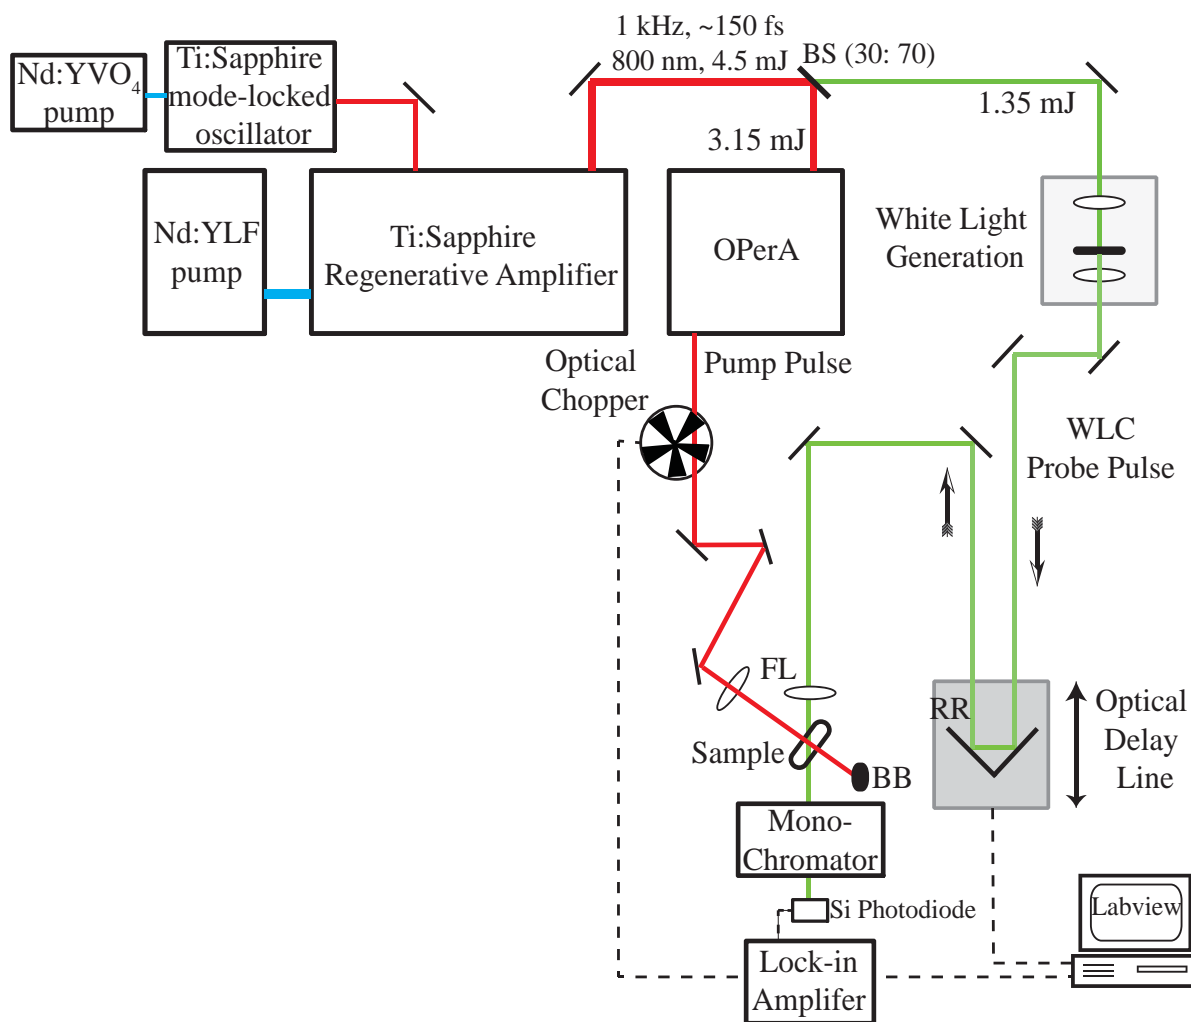 Nd:YVO4
pump
Ti:Sapphire
mode-locked
oscillator
1 kHz, ~150 fs
800 nm, 4.5 mJ
BS (30: 70)
1.35 mJ
3.15 mJ
Nd:YLF
pump
Ti:Sapphire
Regenerative Amplifier
OPerA
White Light
Generation
Optical
Chopper
Pump Pulse
WLC
Probe Pulse
FL
Sample
BB
RR
Optical
Delay
Line
Mono-
Chromator
Si Photodiode
Labview
Lock-in
Amplifer